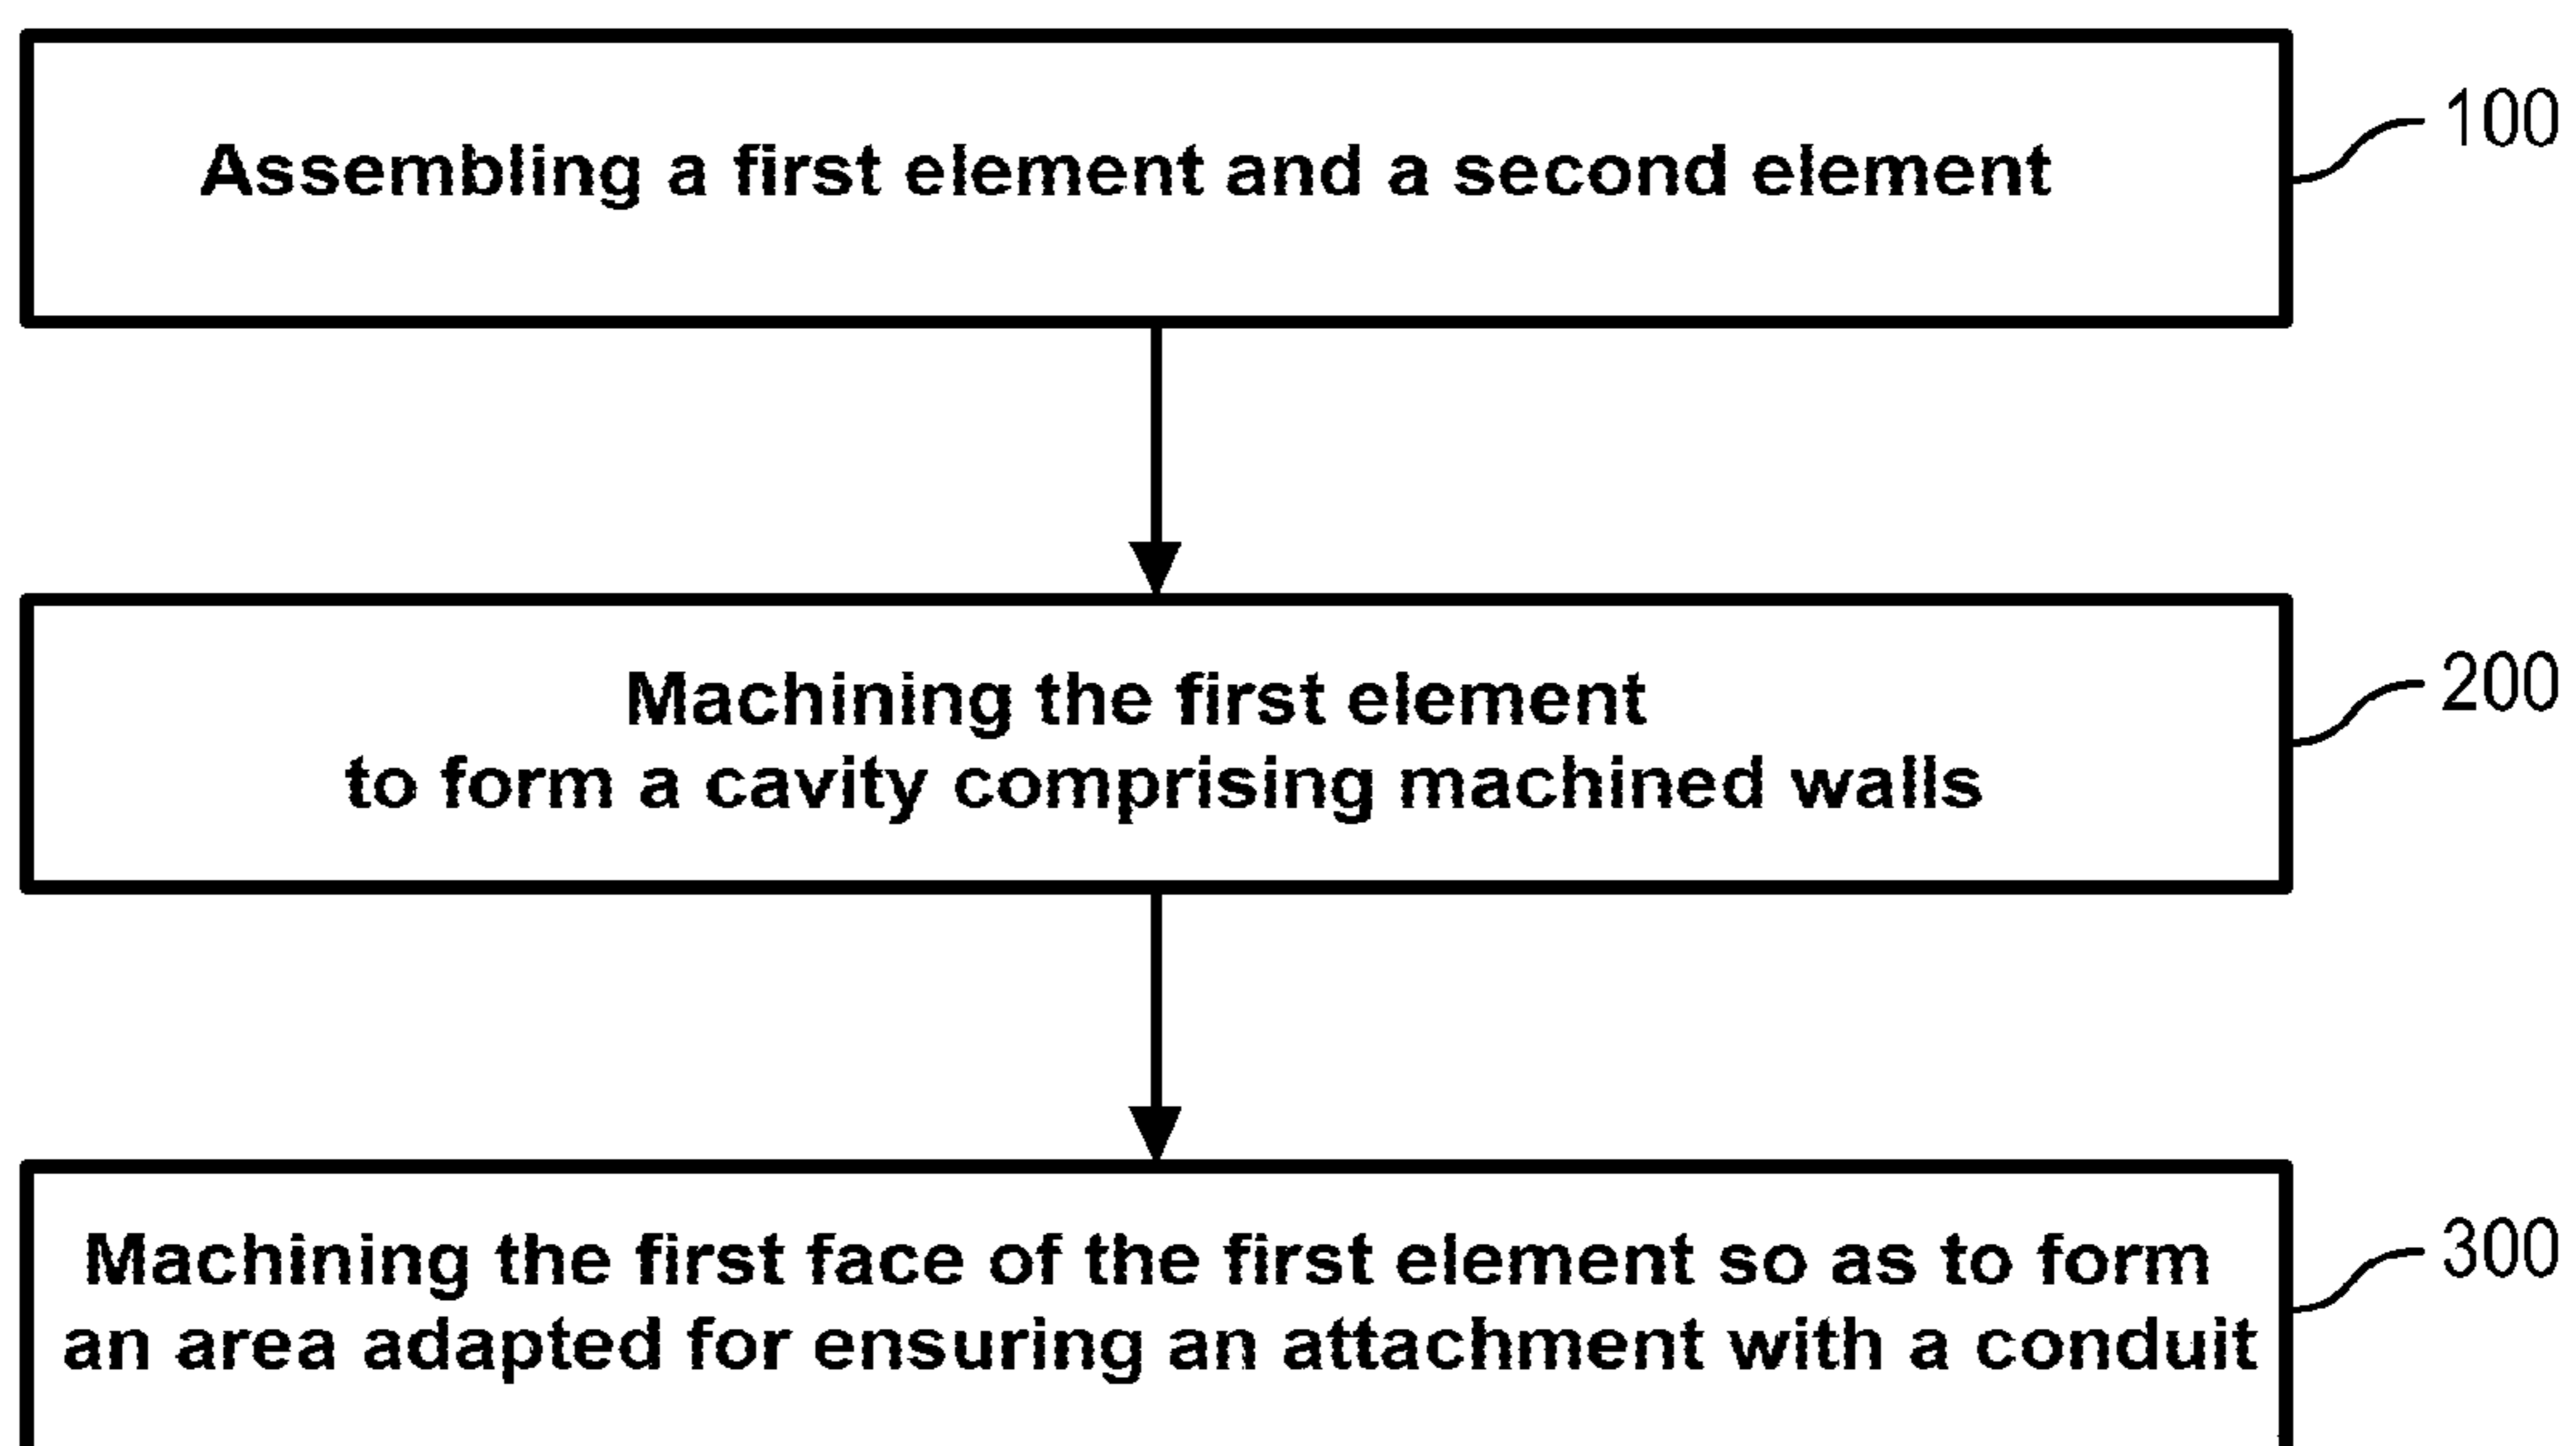 Assembling a first element and a second element
100
Machining the first element
to form a cavity comprising machined walls
200
Machining the first face of the first element so as to form
an area adapted for ensuring an attachment with a conduit
300